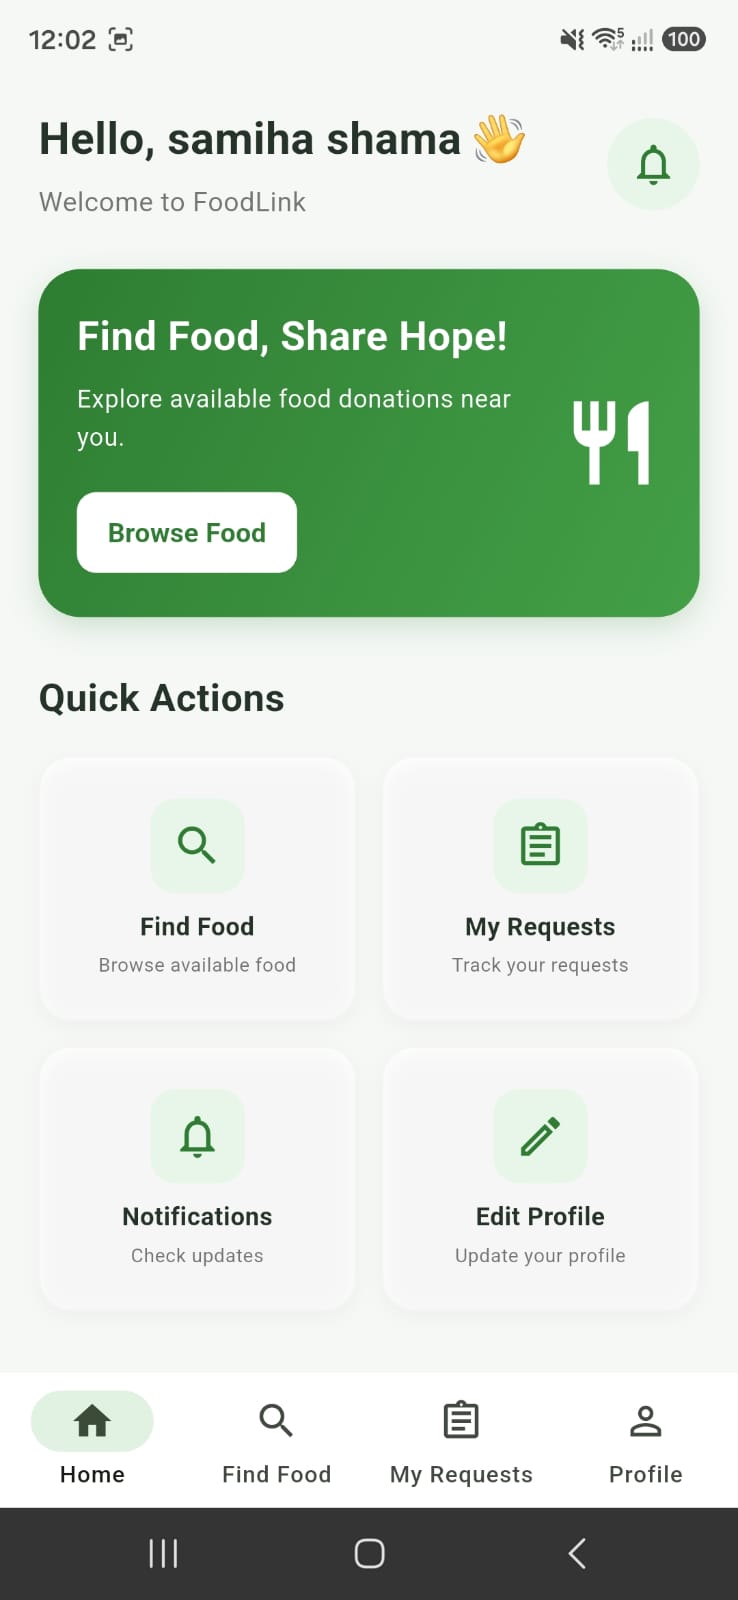 12:02
5
100
Hello, samiha shama 👋
Welcome to FoodLink
Find Food, Share Hope!
Explore available food donations near
you.
Browse Food
Quick Actions
Find Food
Browse available food
My Requests
Track your requests
Notifications
Check updates
Edit Profile
Update your profile
Home
Find Food
My Requests
Profile